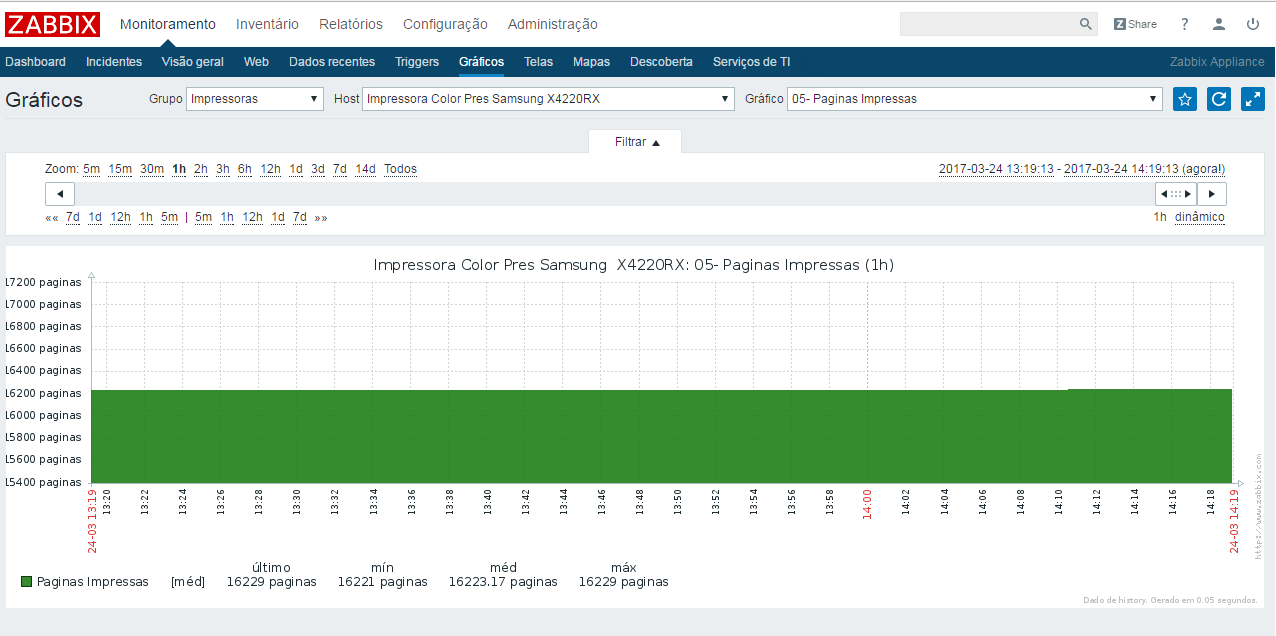 ZABBIX Monitoramento Inventário Relatórios Configuração Administração Z Share ?
Dashboard Incidentes Visão geral Web Dados recentes Triggers Gráficos Telas Mapas Descoberta Serviços de TI Zabbix Appliance
Gráficos Grupo Impressoras Host Impressora Color Pres Samsung X4220RX Gráfico 05- Paginas Impressas
Filtrar
Zoom: 5m 15m 30m 1h 2h 3h 6h 12h 1d 3d 7d 14d Todos 2017-03-24 13:19:13 - 2017-03-24 14:19:13 (agora!)
«« 7d 1d 12h 1h 5m | 5m 1h 12h 1d 7d »» 1h dinâmico
Impressora Color Pres Samsung X4220RX: 05- Paginas Impressas (1h)
17200 paginas
17000 paginas
16800 paginas
16600 paginas
16400 paginas
16200 paginas
16000 paginas
15800 paginas
15600 paginas
15400 paginas
24-03 13:19 13:20 13:22 13:24 13:26 13:28 13:30 13:32 13:34 13:36 13:38 13:40 13:42 13:44 13:46 13:48 13:50 13:52 13:54 13:56 13:58 14:00 14:02 14:04 14:06 14:08 14:10 14:12 14:14 14:16 14:18 24-03 14:19
http://www.zabbix.com
último mín méd máx
Paginas Impressas [méd] 16229 paginas 16221 paginas 16223.17 paginas 16229 paginas
Dado de history. Gerado em 0.05 segundos.